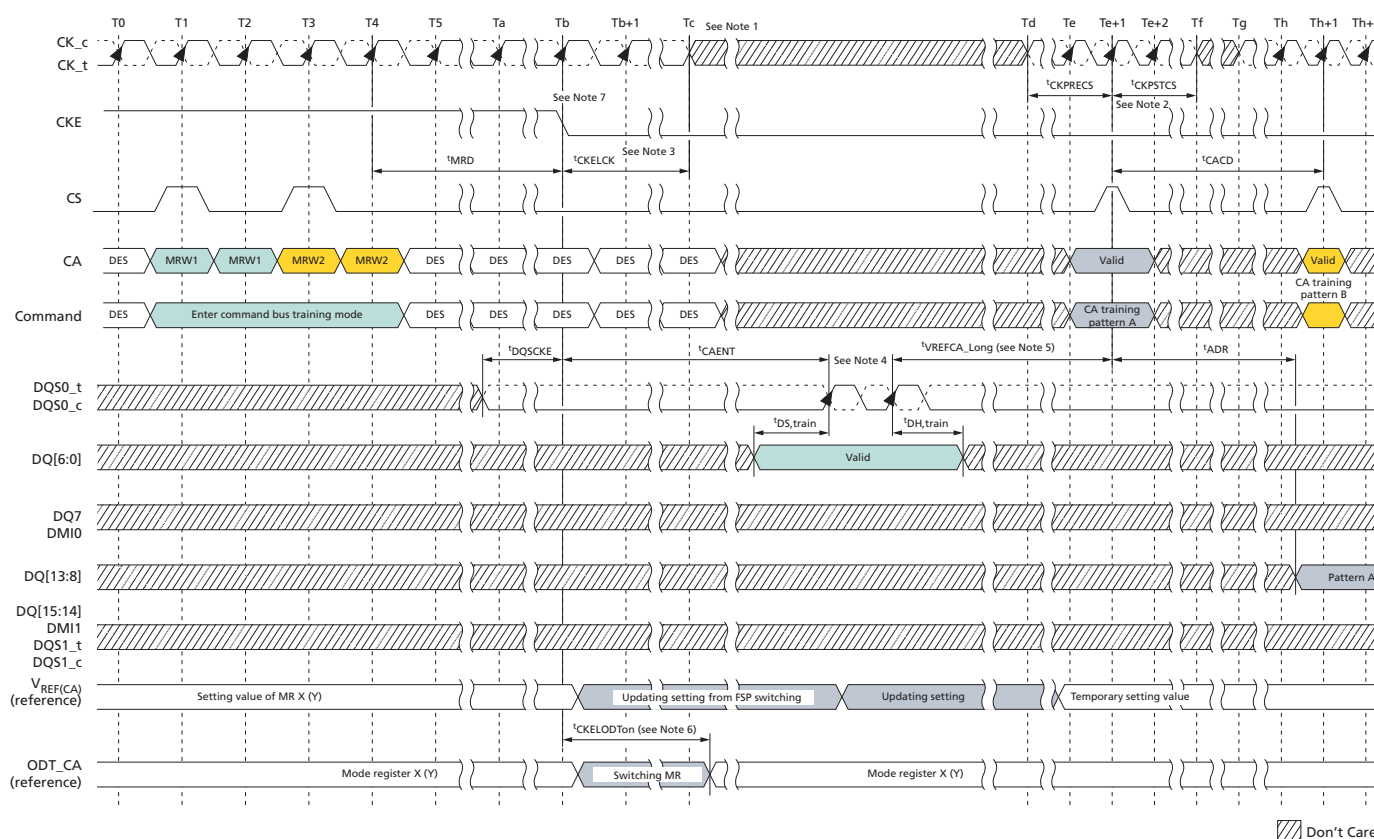 T0 T1 T2 T3 T4 T5 Ta Tb Tb+1 Tc See Note 1 Td Te Te+1 Te+2 Tf Tg Th Th+1
CK_c
CK_t
tCKPRECS tCKPSTCS
See Note 7 See Note 2
CKE
See Note 3
tMRD tCKELCK tCACD
CS
CA DES MRW1 MRW1 MRW2 MRW2 DES DES DES DES DES Valid Valid
CA training
pattern B
Command DES Enter command bus training mode DES DES DES DES DES CA training
pattern A
tDQSCKE tCAENT See Note 4 tVREFCA_Long (see Note 5) tADR
DQS0_t
DQS0_c
tDS,train tDH,train
DQ[6:0] Valid
DQ7
DMI0
DQ[13:8] Pattern A
DQ[15:14]
DMI1
DQS1_t
DQS1_c
VREF(CA)
(reference) Setting value of MR X (Y) Updating setting from FSP switching Updating setting Temporary setting value
tCKELODTon (see Note 6)
ODT_CA
(reference) Mode register X (Y) Switching MR Mode register X (Y)
Don't Care